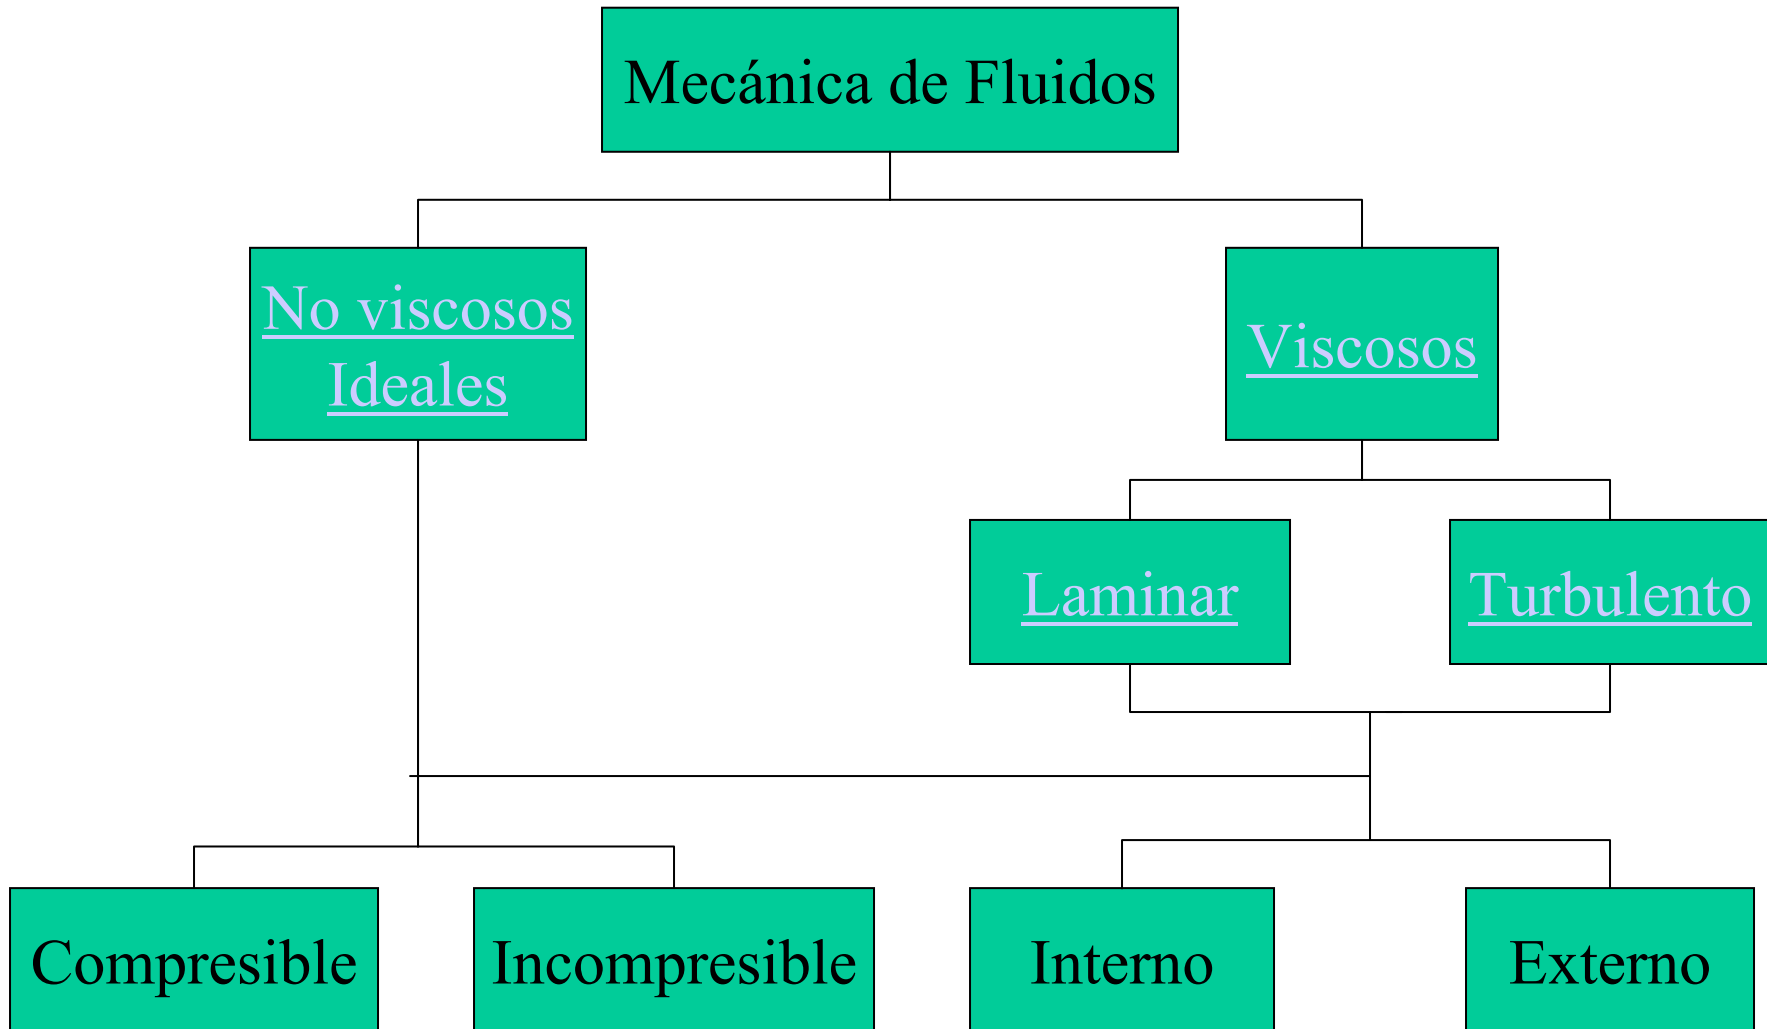 Mecánica de Fluidos
No viscosos
Ideales
Viscosos
Laminar
Turbulento
Compresible
Incompresible
Interno
Externo